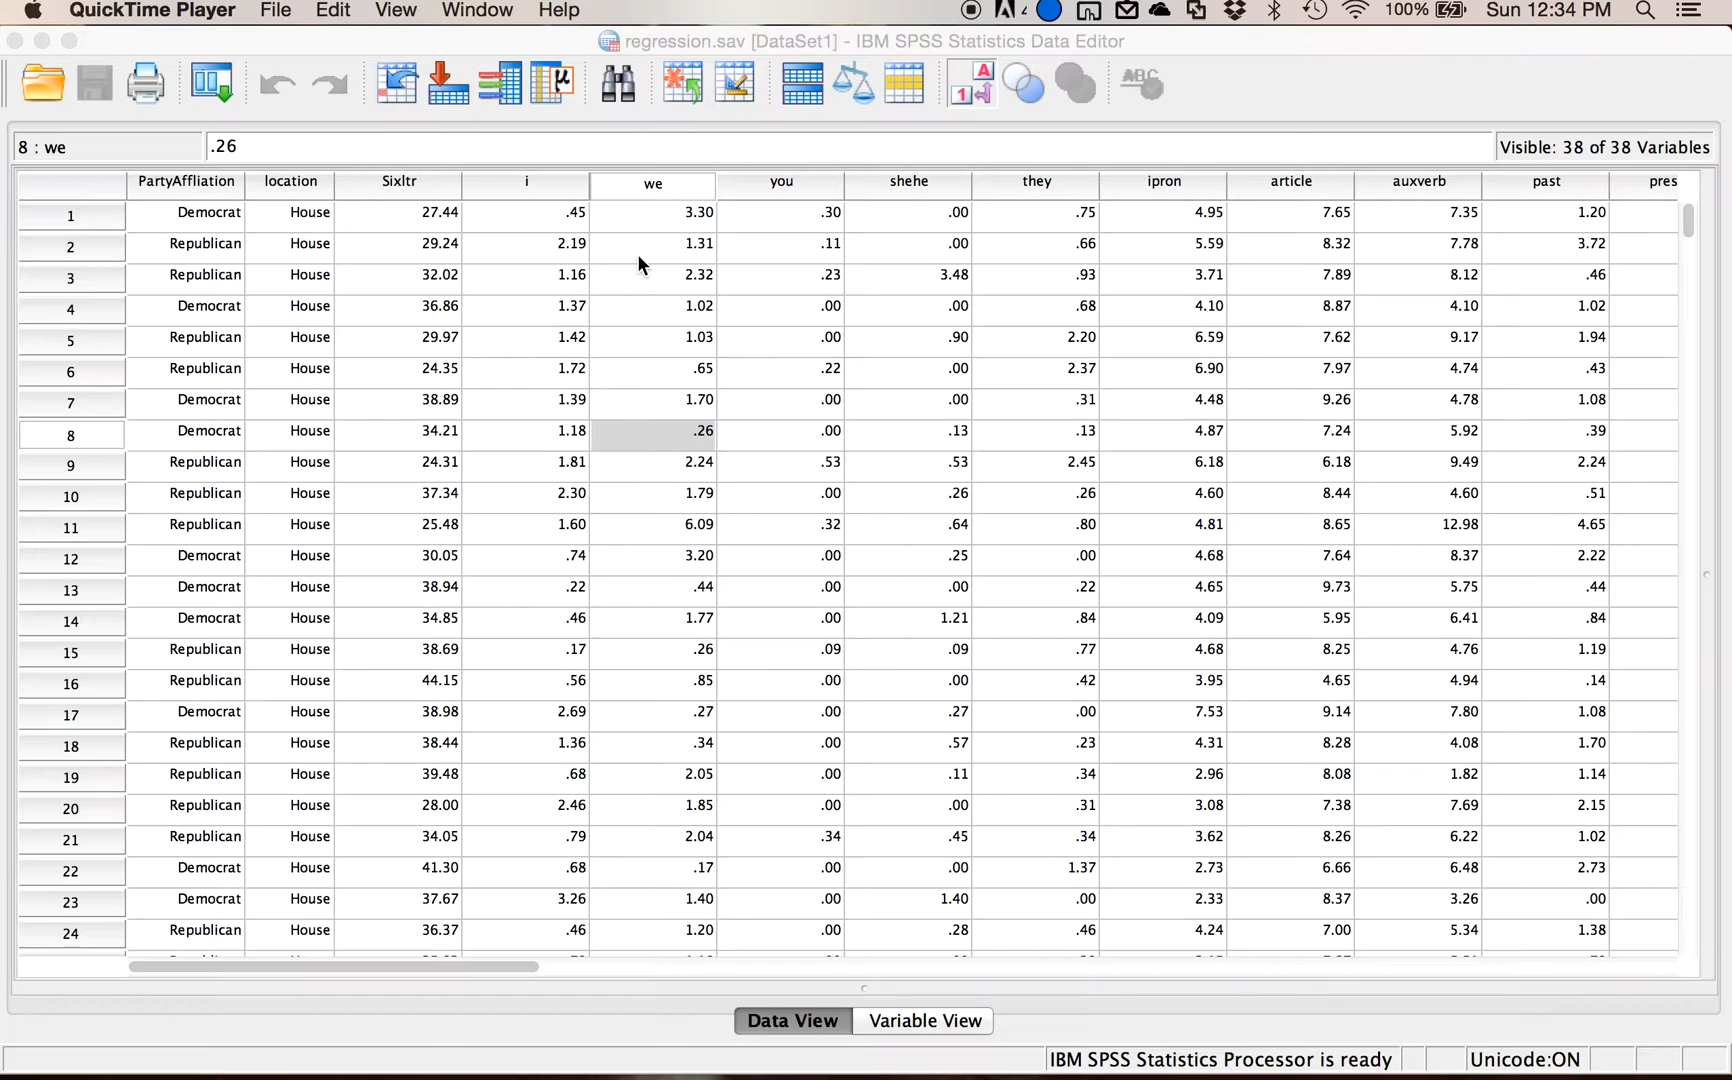 QuickTime Player File Edit View Window Help 4 100% Sun 12:34 PM
regression.sav [DataSet1] - IBM SPSS Statistics Data Editor
A
1
ABC
8 : we .26 Visible: 38 of 38 Variables
PartyAffliation location Sixltr i we you shehe they ipron article auxverb past pres
1 Democrat House 27.44 .45 3.30 .30 .00 .75 4.95 7.65 7.35 1.20
2 Republican House 29.24 2.19 1.31 .11 .00 .66 5.59 8.32 7.78 3.72
3 Republican House 32.02 1.16 2.32 .23 3.48 .93 3.71 7.89 8.12 .46
4 Democrat House 36.86 1.37 1.02 .00 .00 .68 4.10 8.87 4.10 1.02
5 Republican House 29.97 1.42 1.03 .00 .90 2.20 6.59 7.62 9.17 1.94
6 Republican House 24.35 1.72 .65 .22 .00 2.37 6.90 7.97 4.74 .43
7 Democrat House 38.89 1.39 1.70 .00 .00 .31 4.48 9.26 4.78 1.08
8 Democrat House 34.21 1.18 .26 .00 .13 .13 4.87 7.24 5.92 .39
9 Republican House 24.31 1.81 2.24 .53 .53 2.45 6.18 6.18 9.49 2.24
10 Republican House 37.34 2.30 1.79 .00 .26 .26 4.60 8.44 4.60 .51
11 Republican House 25.48 1.60 6.09 .32 .64 .80 4.81 8.65 12.98 4.65
12 Democrat House 30.05 .74 3.20 .00 .25 .00 4.68 7.64 8.37 2.22
13 Democrat House 38.94 .22 .44 .00 .00 .22 4.65 9.73 5.75 .44
14 Democrat House 34.85 .46 1.77 .00 1.21 .84 4.09 5.95 6.41 .84
15 Republican House 38.69 .17 .26 .09 .09 .77 4.68 8.25 4.76 1.19
16 Republican House 44.15 .56 .85 .00 .00 .42 3.95 4.65 4.94 .14
17 Democrat House 38.98 2.69 .27 .00 .27 .00 7.53 9.14 7.80 1.08
18 Republican House 38.44 1.36 .34 .00 .57 .23 4.31 8.28 4.08 1.70
19 Republican House 39.48 .68 2.05 .00 .11 .34 2.96 8.08 1.82 1.14
20 Republican House 28.00 2.46 1.85 .00 .00 .31 3.08 7.38 7.69 2.15
21 Republican House 34.05 .79 2.04 .34 .45 .34 3.62 8.26 6.22 1.02
22 Democrat House 41.30 .68 .17 .00 .00 1.37 2.73 6.66 6.48 2.73
23 Democrat House 37.67 3.26 1.40 .00 1.40 .00 2.33 8.37 3.26 .00
24 Republican House 36.37 .46 1.20 .00 .28 .46 4.24 7.00 5.34 1.38
Data View Variable View
IBM SPSS Statistics Processor is ready Unicode:ON